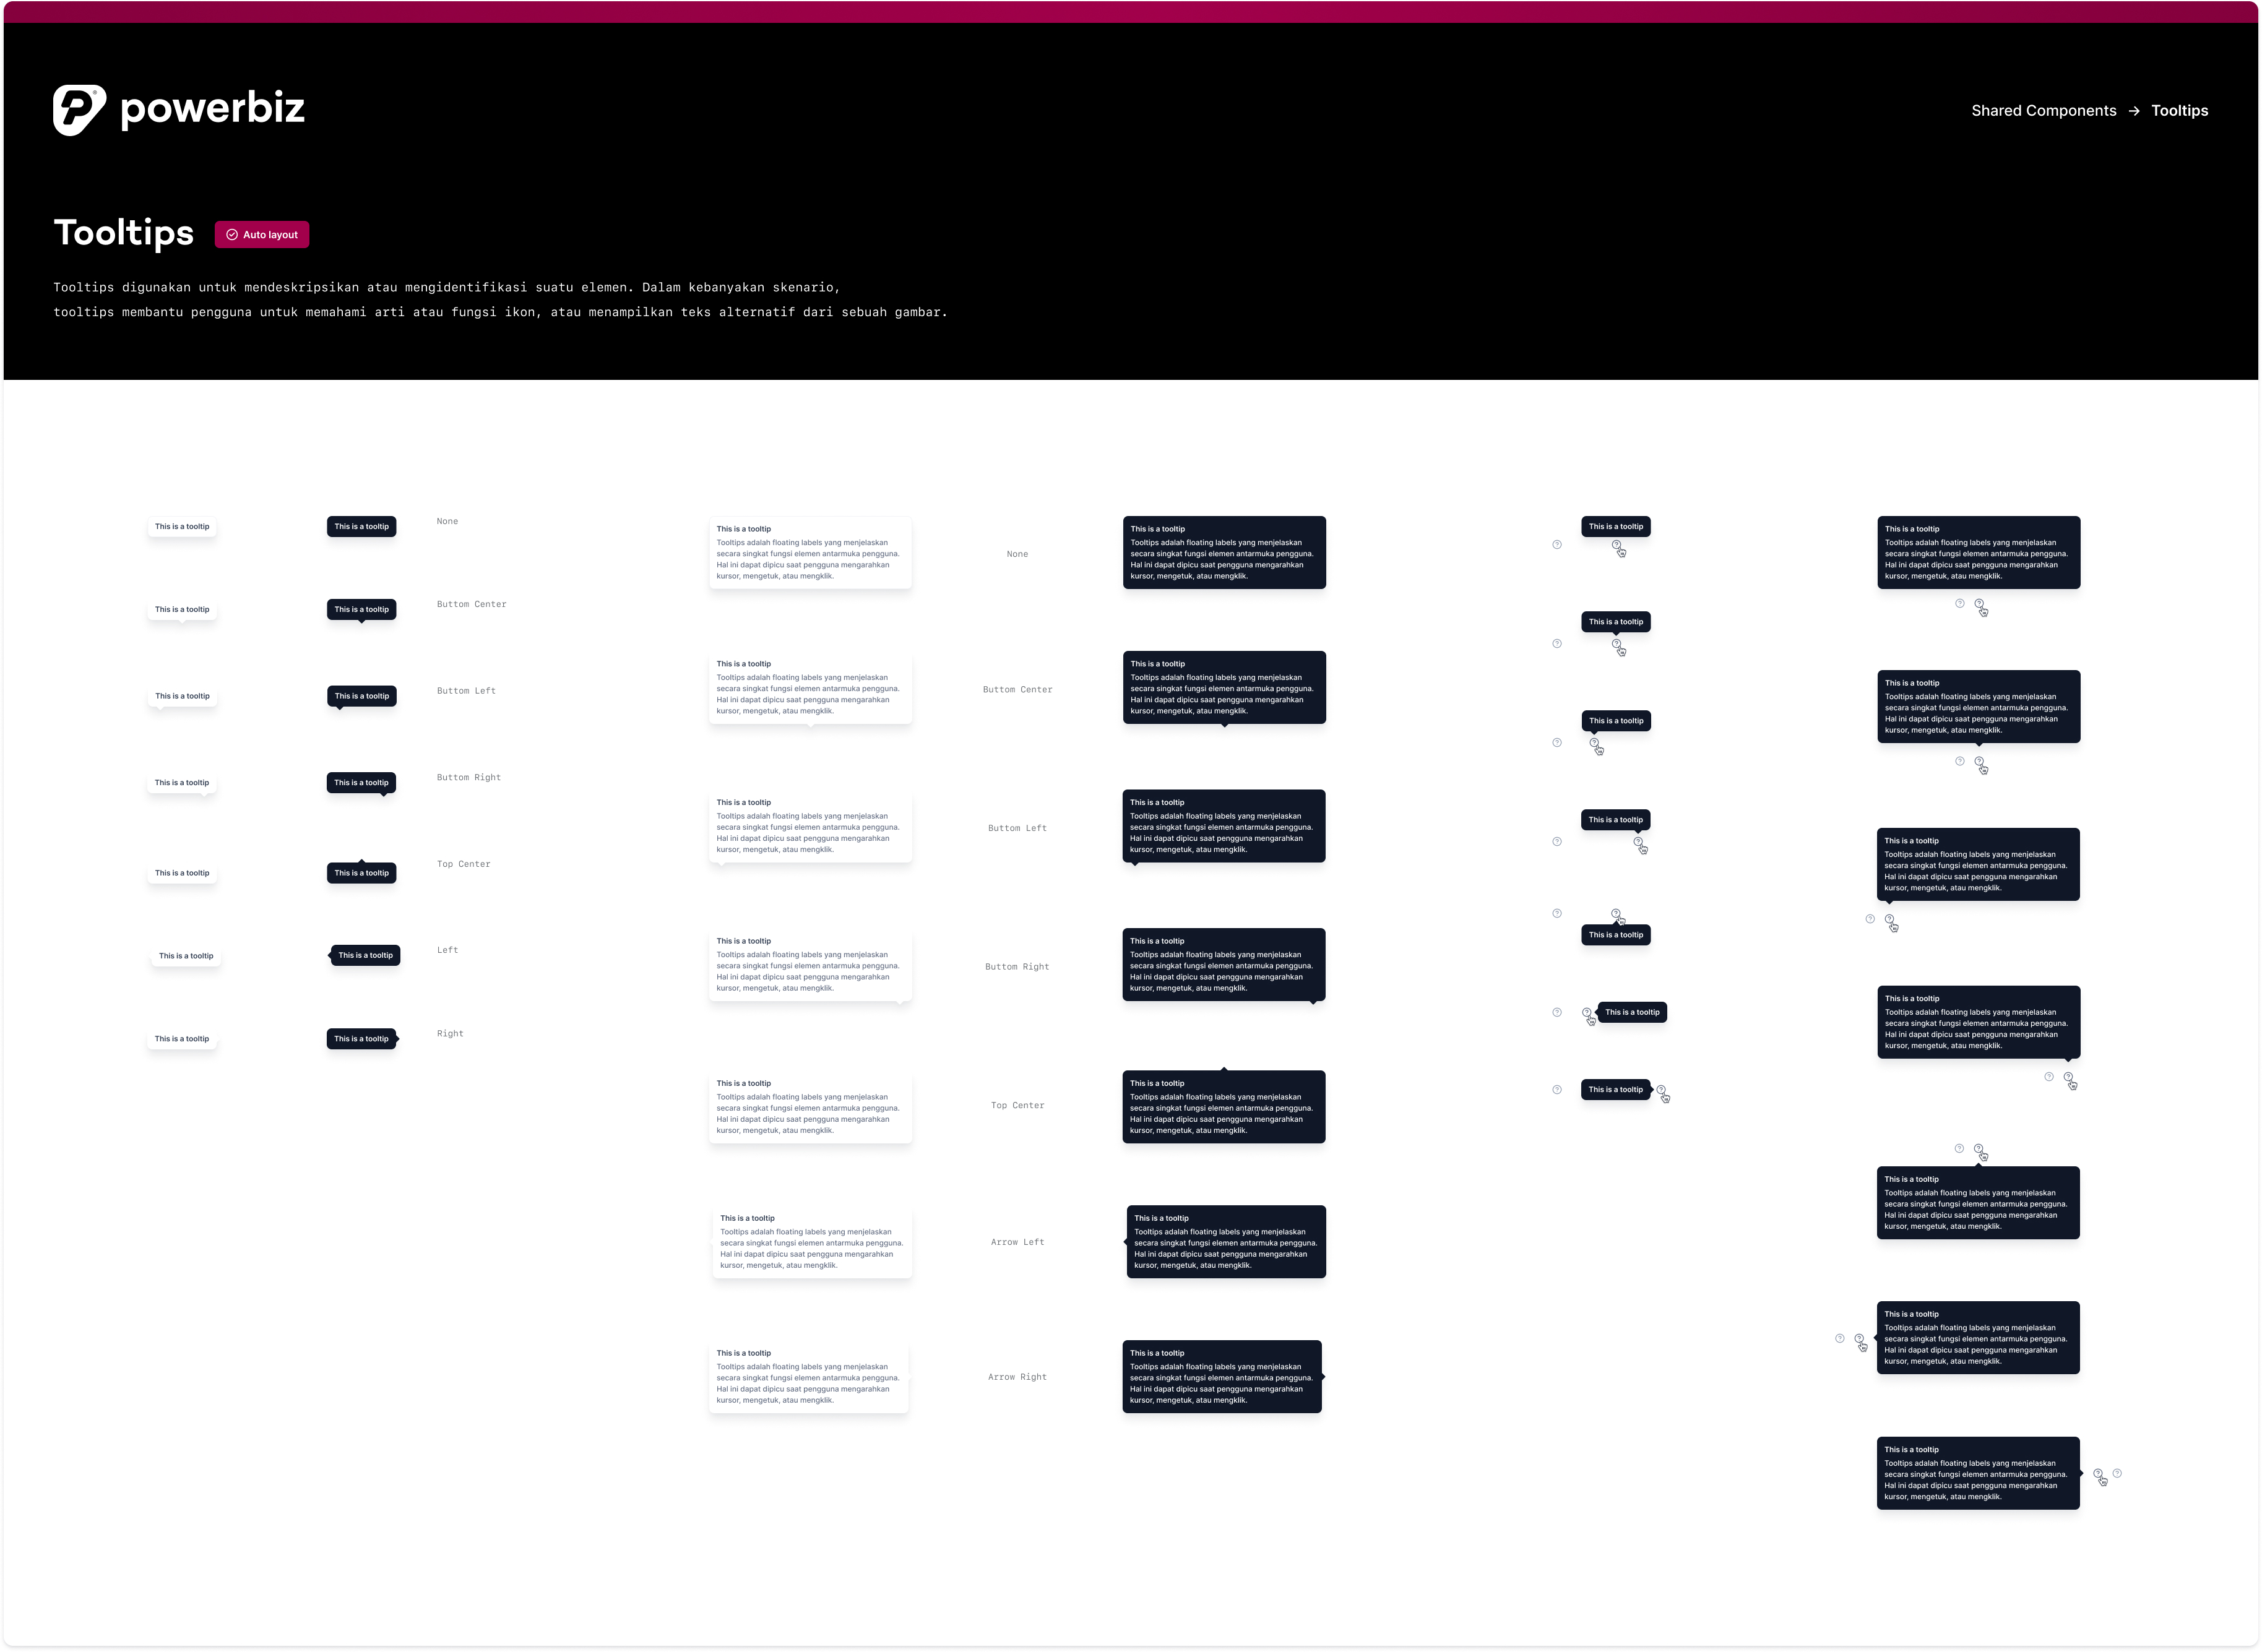 powerbiz
Shared Components → Tooltips
Tooltips
Auto layout
Tooltips digunakan untuk mendeskripsikan atau mengidentifikasi suatu elemen. Dalam kebanyakan skenario,
tooltips membantu pengguna untuk memahami arti atau fungsi ikon, atau menampilkan teks alternatif dari sebuah gambar.
This is a tooltip
This is a tooltip
None
This is a tooltip
This is a tooltip
Buttom Center
This is a tooltip
This is a tooltip
Buttom Left
This is a tooltip
This is a tooltip
Buttom Right
This is a tooltip
This is a tooltip
Top Center
This is a tooltip
This is a tooltip
Left
This is a tooltip
This is a tooltip
Right
This is a tooltip
Tooltips adalah floating labels yang menjelaskan
secara singkat fungsi elemen antarmuka pengguna.
Hal ini dapat dipicu saat pengguna mengarahkan
kursor, mengetuk, atau mengklik.
None
This is a tooltip
Tooltips adalah floating labels yang menjelaskan
secara singkat fungsi elemen antarmuka pengguna.
Hal ini dapat dipicu saat pengguna mengarahkan
kursor, mengetuk, atau mengklik.
This is a tooltip
Tooltips adalah floating labels yang menjelaskan
secara singkat fungsi elemen antarmuka pengguna.
Hal ini dapat dipicu saat pengguna mengarahkan
kursor, mengetuk, atau mengklik.
Buttom Center
This is a tooltip
Tooltips adalah floating labels yang menjelaskan
secara singkat fungsi elemen antarmuka pengguna.
Hal ini dapat dipicu saat pengguna mengarahkan
kursor, mengetuk, atau mengklik.
This is a tooltip
Tooltips adalah floating labels yang menjelaskan
secara singkat fungsi elemen antarmuka pengguna.
Hal ini dapat dipicu saat pengguna mengarahkan
kursor, mengetuk, atau mengklik.
Buttom Left
This is a tooltip
Tooltips adalah floating labels yang menjelaskan
secara singkat fungsi elemen antarmuka pengguna.
Hal ini dapat dipicu saat pengguna mengarahkan
kursor, mengetuk, atau mengklik.
This is a tooltip
Tooltips adalah floating labels yang menjelaskan
secara singkat fungsi elemen antarmuka pengguna.
Hal ini dapat dipicu saat pengguna mengarahkan
kursor, mengetuk, atau mengklik.
Buttom Right
This is a tooltip
Tooltips adalah floating labels yang menjelaskan
secara singkat fungsi elemen antarmuka pengguna.
Hal ini dapat dipicu saat pengguna mengarahkan
kursor, mengetuk, atau mengklik.
This is a tooltip
Tooltips adalah floating labels yang menjelaskan
secara singkat fungsi elemen antarmuka pengguna.
Hal ini dapat dipicu saat pengguna mengarahkan
kursor, mengetuk, atau mengklik.
Top Center
This is a tooltip
Tooltips adalah floating labels yang menjelaskan
secara singkat fungsi elemen antarmuka pengguna.
Hal ini dapat dipicu saat pengguna mengarahkan
kursor, mengetuk, atau mengklik.
This is a tooltip
Tooltips adalah floating labels yang menjelaskan
secara singkat fungsi elemen antarmuka pengguna.
Hal ini dapat dipicu saat pengguna mengarahkan
kursor, mengetuk, atau mengklik.
Arrow Left
This is a tooltip
Tooltips adalah floating labels yang menjelaskan
secara singkat fungsi elemen antarmuka pengguna.
Hal ini dapat dipicu saat pengguna mengarahkan
kursor, mengetuk, atau mengklik.
This is a tooltip
Tooltips adalah floating labels yang menjelaskan
secara singkat fungsi elemen antarmuka pengguna.
Hal ini dapat dipicu saat pengguna mengarahkan
kursor, mengetuk, atau mengklik.
Arrow Right
This is a tooltip
Tooltips adalah floating labels yang menjelaskan
secara singkat fungsi elemen antarmuka pengguna.
Hal ini dapat dipicu saat pengguna mengarahkan
kursor, mengetuk, atau mengklik.
This is a tooltip
This is a tooltip
This is a tooltip
This is a tooltip
This is a tooltip
This is a tooltip
This is a tooltip
This is a tooltip
Tooltips adalah floating labels yang menjelaskan
secara singkat fungsi elemen antarmuka pengguna.
Hal ini dapat dipicu saat pengguna mengarahkan
kursor, mengetuk, atau mengklik.
This is a tooltip
Tooltips adalah floating labels yang menjelaskan
secara singkat fungsi elemen antarmuka pengguna.
Hal ini dapat dipicu saat pengguna mengarahkan
kursor, mengetuk, atau mengklik.
This is a tooltip
Tooltips adalah floating labels yang menjelaskan
secara singkat fungsi elemen antarmuka pengguna.
Hal ini dapat dipicu saat pengguna mengarahkan
kursor, mengetuk, atau mengklik.
This is a tooltip
Tooltips adalah floating labels yang menjelaskan
secara singkat fungsi elemen antarmuka pengguna.
Hal ini dapat dipicu saat pengguna mengarahkan
kursor, mengetuk, atau mengklik.
This is a tooltip
Tooltips adalah floating labels yang menjelaskan
secara singkat fungsi elemen antarmuka pengguna.
Hal ini dapat dipicu saat pengguna mengarahkan
kursor, mengetuk, atau mengklik.
This is a tooltip
Tooltips adalah floating labels yang menjelaskan
secara singkat fungsi elemen antarmuka pengguna.
Hal ini dapat dipicu saat pengguna mengarahkan
kursor, mengetuk, atau mengklik.
This is a tooltip
Tooltips adalah floating labels yang menjelaskan
secara singkat fungsi elemen antarmuka pengguna.
Hal ini dapat dipicu saat pengguna mengarahkan
kursor, mengetuk, atau mengklik.